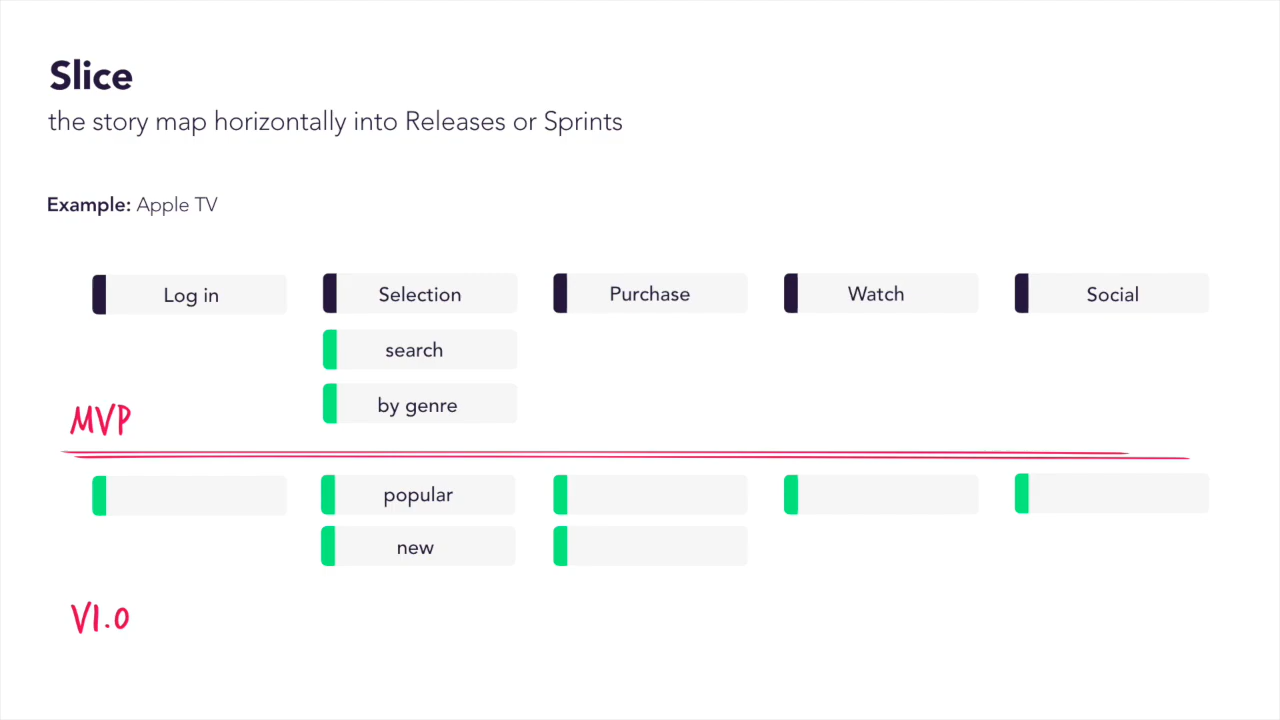 Slice
the story map horizontally into Releases or Sprints
Example: Apple TV
Log in Selection Purchase Watch Social
search
by genre
MVP
popular
new
V1.0